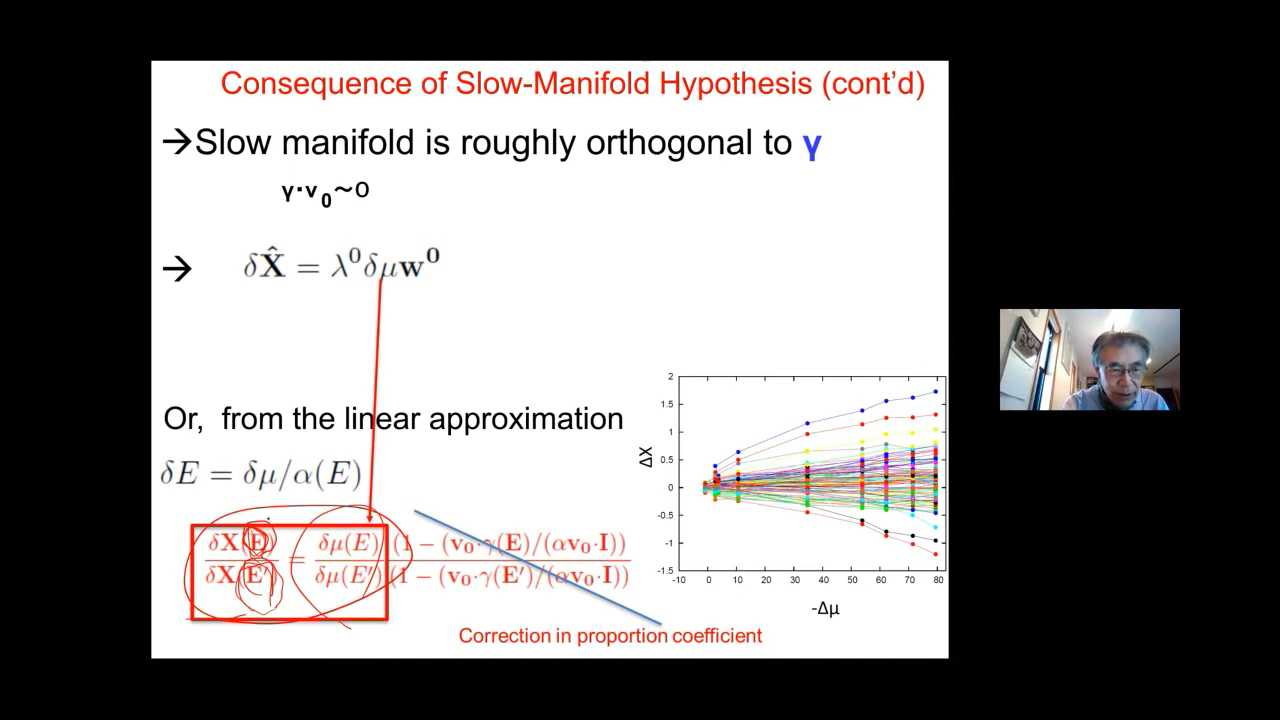 Consequence of Slow-Manifold Hypothesis (cont’d)
→Slow manifold is roughly orthogonal to γ
γ·v₀~0
→ δX̂ = λ⁰δμw⁰
Or, from the linear approximation
δE = δμ/α(E)
δX(E) / δX(E′) = δμ(E) (1 − (v₀·γ(E)/(αv₀·I)) / δμ(E′) (1 − (v₀·γ(E′)/(αv₀·I))
Correction in proportion coefficient
2
1.5
1
0.5
0
-0.5
-1
-1.5
ΔX
-10 0 10 20 30 40 50 60 70 80
-Δμ